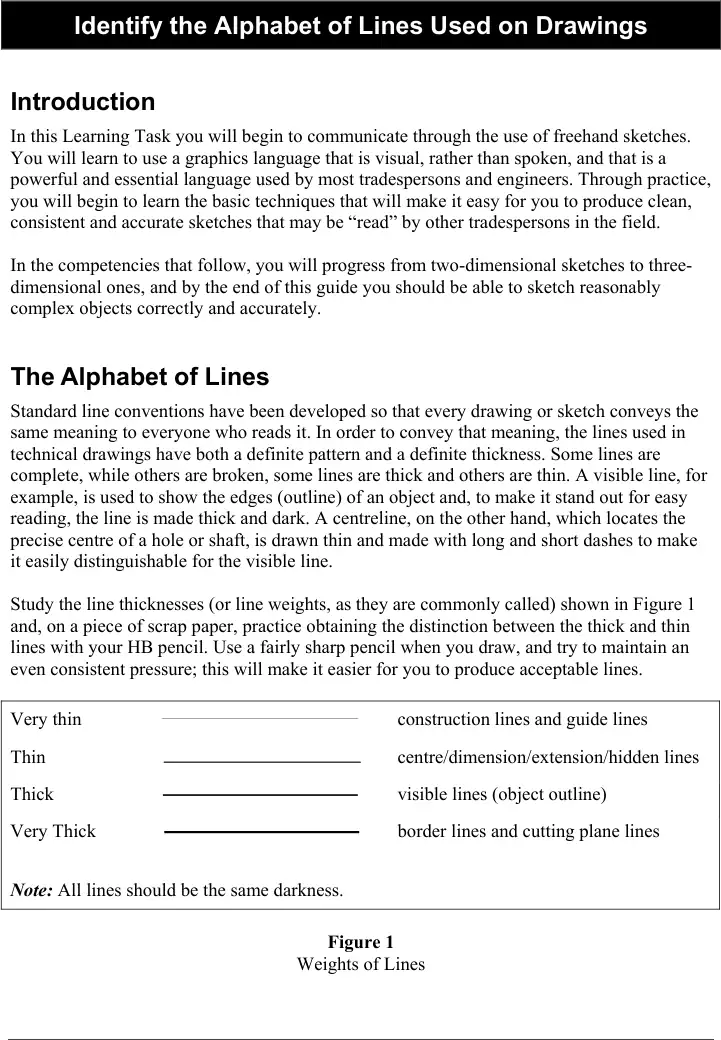 Identify the Alphabet of Lines Used on Drawings
Introduction
In this Learning Task you will begin to communicate through the use of freehand sketches.
You will learn to use a graphics language that is visual, rather than spoken, and that is a
powerful and essential language used by most tradespersons and engineers. Through practice,
you will begin to learn the basic techniques that will make it easy for you to produce clean,
consistent and accurate sketches that may be “read” by other tradespersons in the field.
In the competencies that follow, you will progress from two-dimensional sketches to three-
dimensional ones, and by the end of this guide you should be able to sketch reasonably
complex objects correctly and accurately.
The Alphabet of Lines
Standard line conventions have been developed so that every drawing or sketch conveys the
same meaning to everyone who reads it. In order to convey that meaning, the lines used in
technical drawings have both a definite pattern and a definite thickness. Some lines are
complete, while others are broken, some lines are thick and others are thin. A visible line, for
example, is used to show the edges (outline) of an object and, to make it stand out for easy
reading, the line is made thick and dark. A centreline, on the other hand, which locates the
precise centre of a hole or shaft, is drawn thin and made with long and short dashes to make
it easily distinguishable for the visible line.
Study the line thicknesses (or line weights, as they are commonly called) shown in Figure 1
and, on a piece of scrap paper, practice obtaining the distinction between the thick and thin
lines with your HB pencil. Use a fairly sharp pencil when you draw, and try to maintain an
even consistent pressure; this will make it easier for you to produce acceptable lines.
Very thin construction lines and guide lines
Thin centre/dimension/extension/hidden lines
Thick visible lines (object outline)
Very Thick border lines and cutting plane lines
Note: All lines should be the same darkness.
Figure 1
Weights of Lines